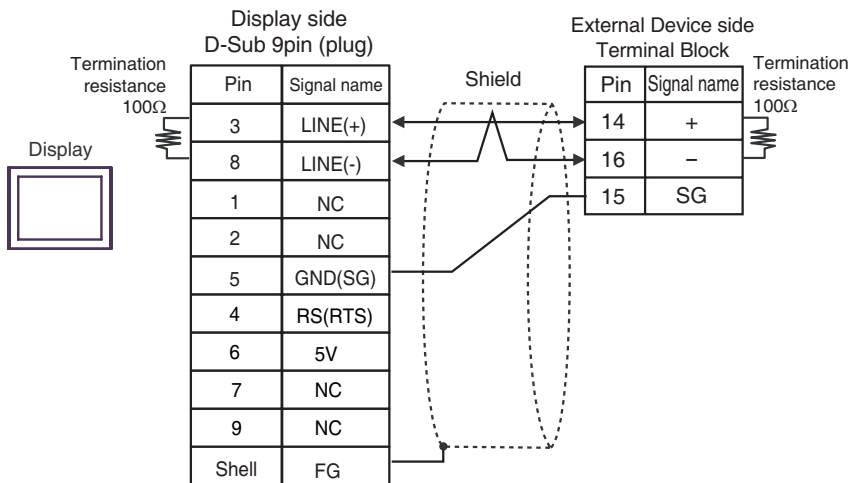 Display side
D-Sub 9pin (plug)
External Device side
Terminal Block
Termination
resistance
100Ω
Shield
Termination
resistance
100Ω
Display
Pin Signal name
3 LINE(+)
8 LINE(-)
1 NC
2 NC
5 GND(SG)
4 RS(RTS)
6 5V
7 NC
9 NC
Shell FG
Pin Signal name
14 +
16 –
15 SG